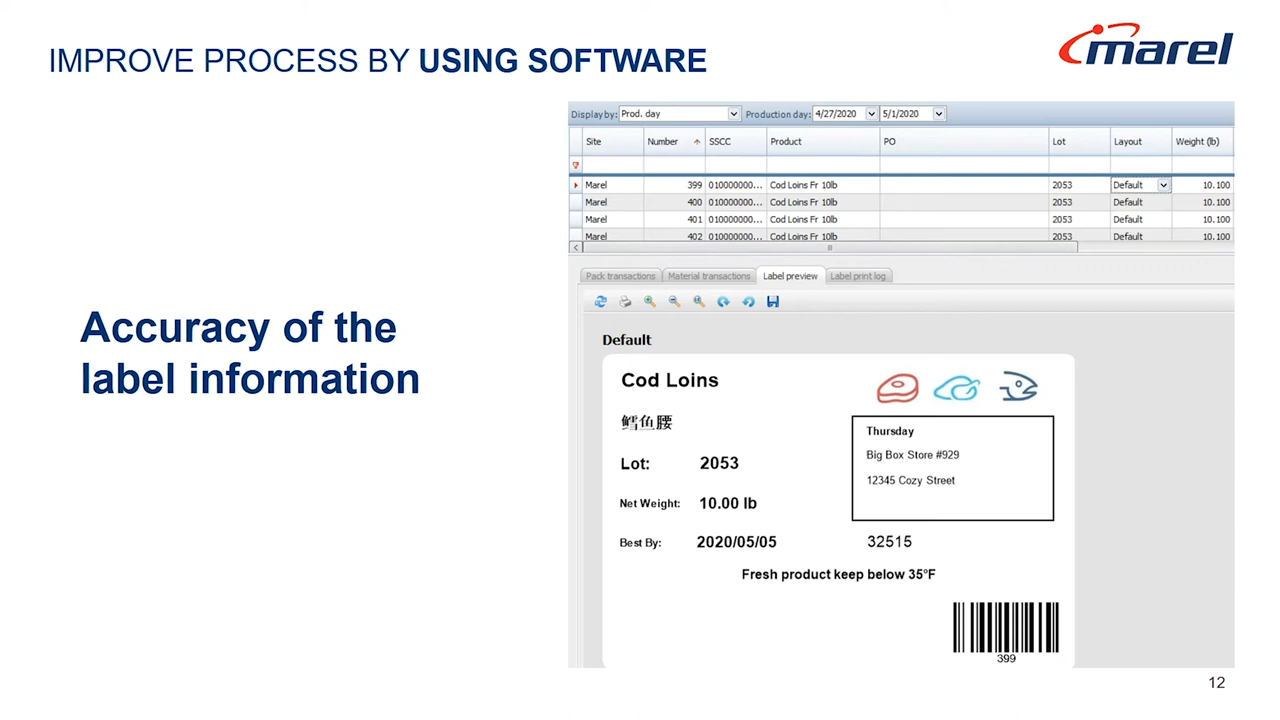 IMPROVE PROCESS BY USING SOFTWARE
marel
Accuracy of the
label information
Display by: Prod. day Production day: 4/27/2020 5/1/2020
Site Number SSCC Product PO Lot Layout Weight (lb)
Marel 399 010000000... Cod Loins Fr 10lb 2053 Default 10.100
Marel 400 010000000... Cod Loins Fr 10lb 2053 Default 10.100
Marel 401 010000000... Cod Loins Fr 10lb 2053 Default 10.100
Marel 402 010000000... Cod Loins Fr 10lb 2053 Default 10.100
Pack transactions Material transactions Label preview Label print log
Default
Cod Loins
鳕鱼腰
Lot: 2053
Net Weight: 10.00 lb
Best By: 2020/05/05
Thursday
Big Box Store #929
12345 Cozy Street
32515
Fresh product keep below 35°F
399
12